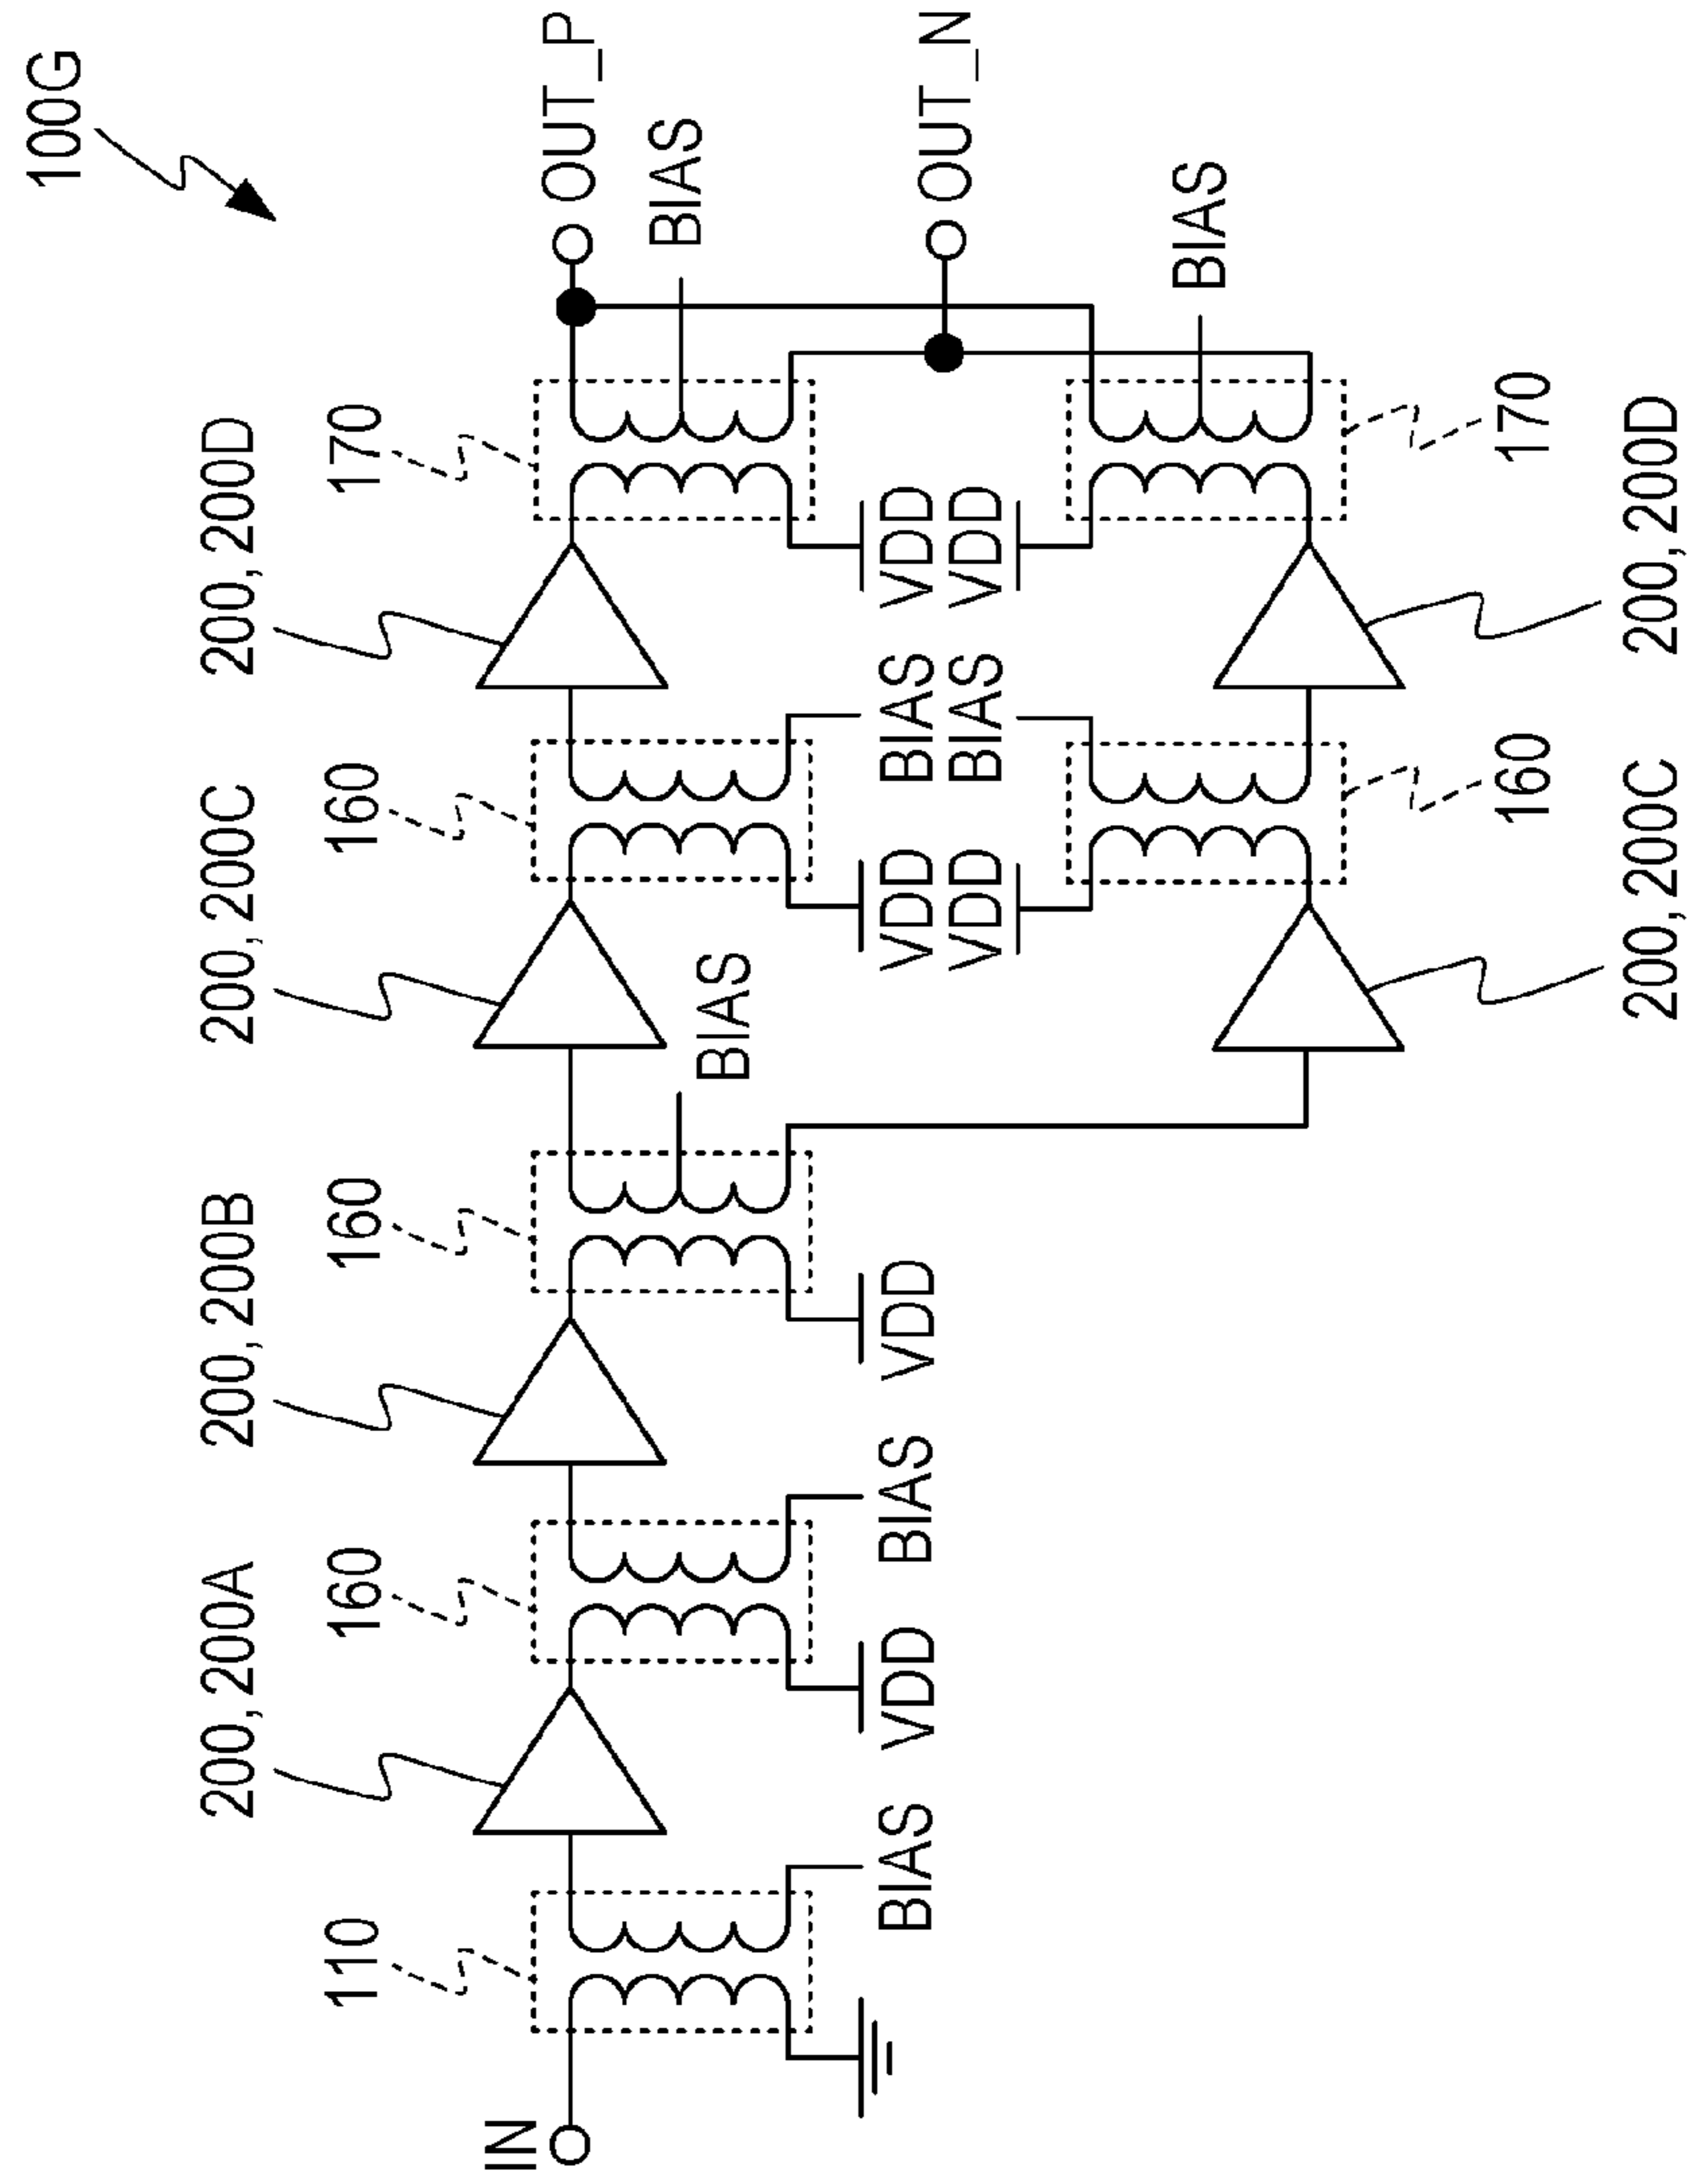 100G
200, 200A
200, 200B
200, 200C
200, 200D
110
160
160
160
170
IN
OUT_P
BIAS
BIAS
OUT_N
BIAS
VDD
BIAS
VDD
VDD
BIAS
VDD
VDD
BIAS
VDD
BIAS
160
170
200, 200C
200, 200D